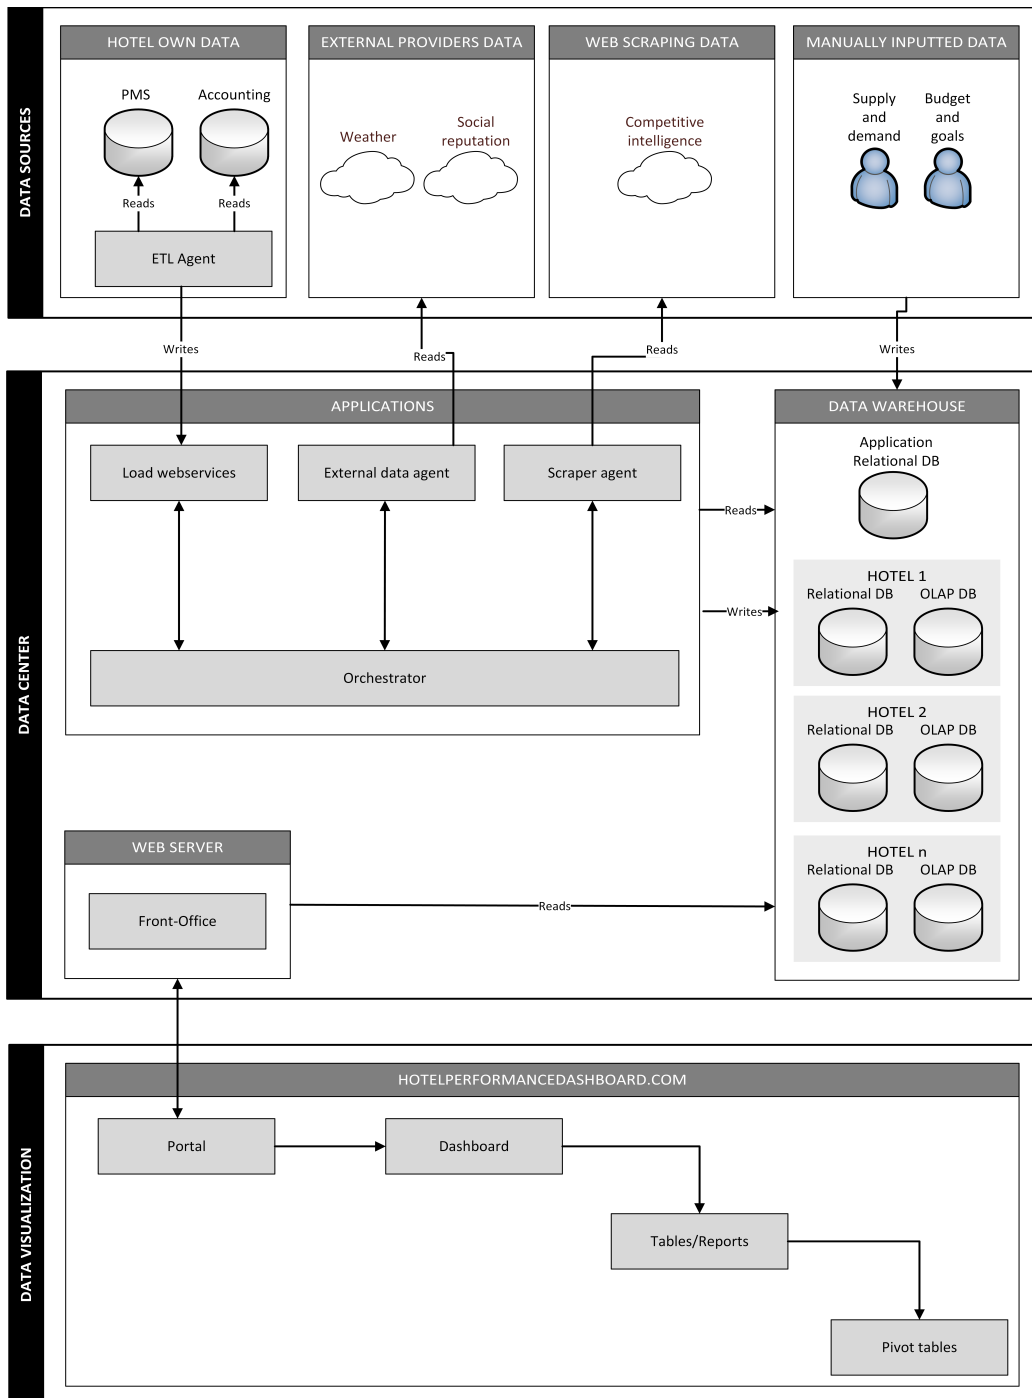 DATA SOURCES
HOTEL OWN DATA
PMS
Accounting
Reads
Reads
ETL Agent
EXTERNAL PROVIDERS DATA
Weather
Social
reputation
WEB SCRAPING DATA
Competitive
intelligence
MANUALLY INPUTTED DATA
Supply
and
demand
Budget
and
goals
Writes
Reads
Reads
Writes
DATA CENTER
APPLICATIONS
Load webservices
External data agent
Scraper agent
Orchestrator
Reads
Writes
DATA WAREHOUSE
Application
Relational DB
HOTEL 1
Relational DB
OLAP DB
HOTEL 2
Relational DB
OLAP DB
HOTEL n
Relational DB
OLAP DB
WEB SERVER
Front-Office
Reads
DATA VISUALIZATION
HOTELPERFORMANCEDASHBOARD.COM
Portal
Dashboard
Tables/Reports
Pivot tables